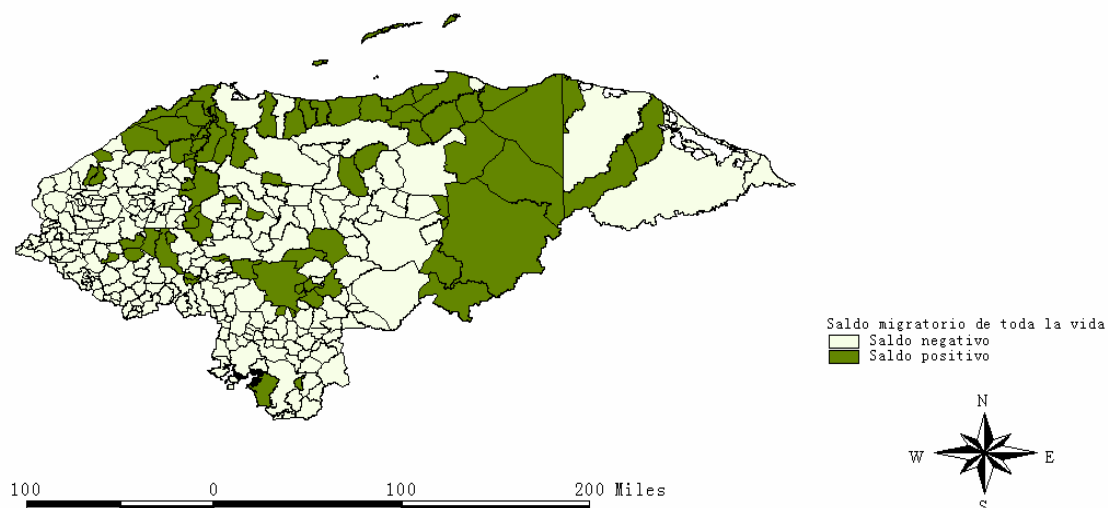 Saldo migratorio de toda la vida
Saldo negativo
Saldo positivo
N
W E
S
100 0 100 200 Miles